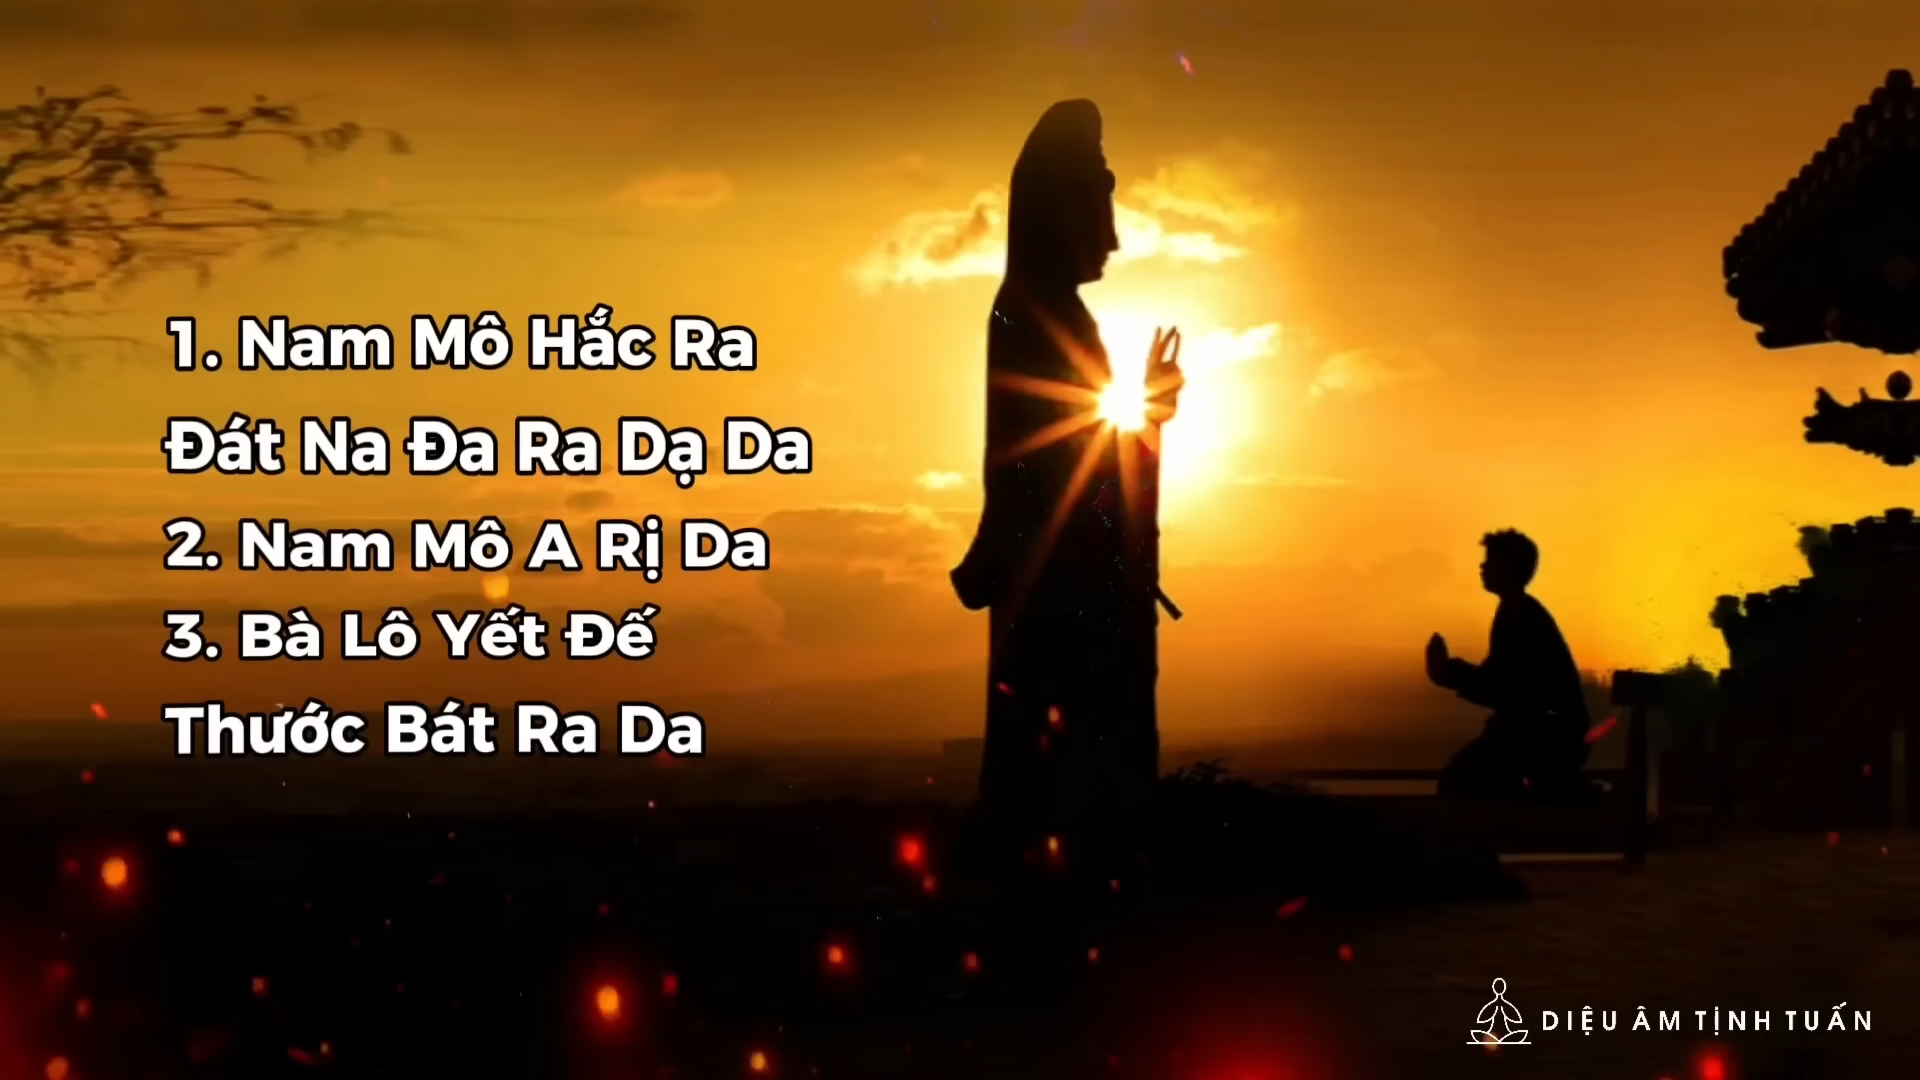 1. Nam Mô Hắc Ra
Đát Na Đa Ra Dạ Da
2. Nam Mô A Rị Da
3. Bà Lô Yết Đế
Thước Bát Ra Da
DIỆU ÂM TỊNH TUẤN